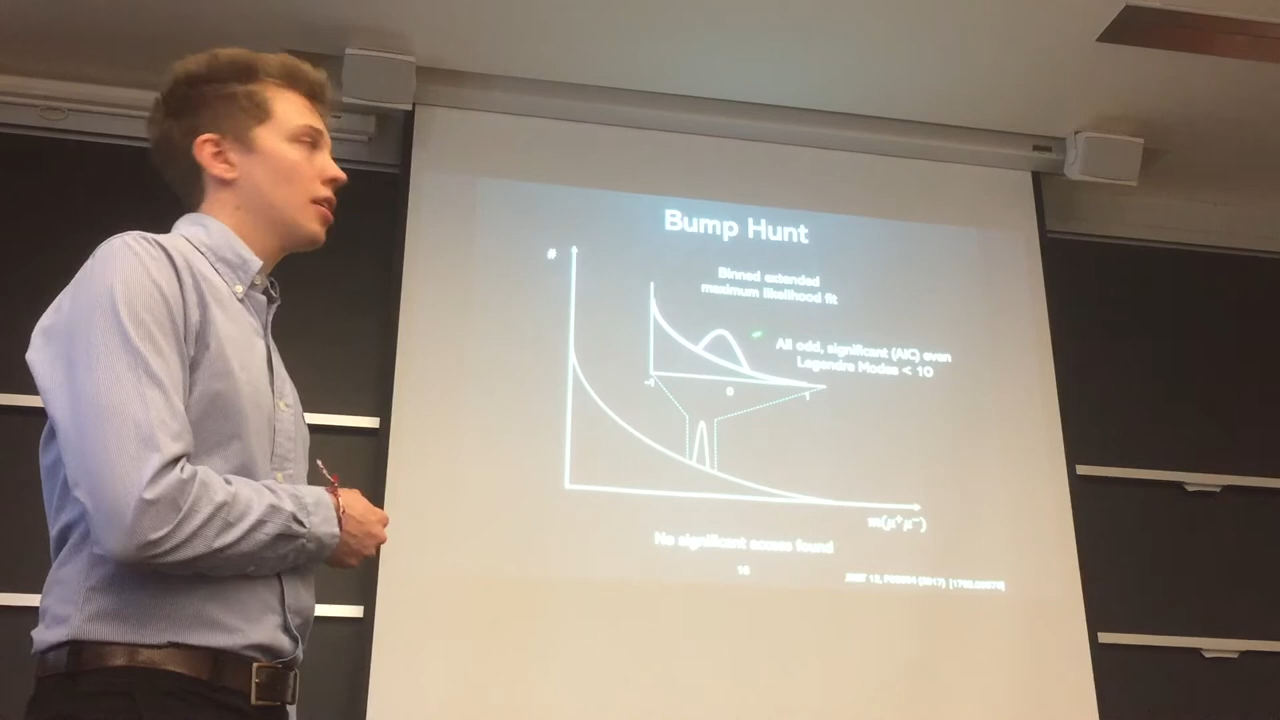 Bump Hunt
#
Binned extended
maximum likelihood fit
All odd, significant (AIC) even
Legendre Modes < 10
-1
0
1
m(μ⁺μ⁻)
No significant excess found
(2017)